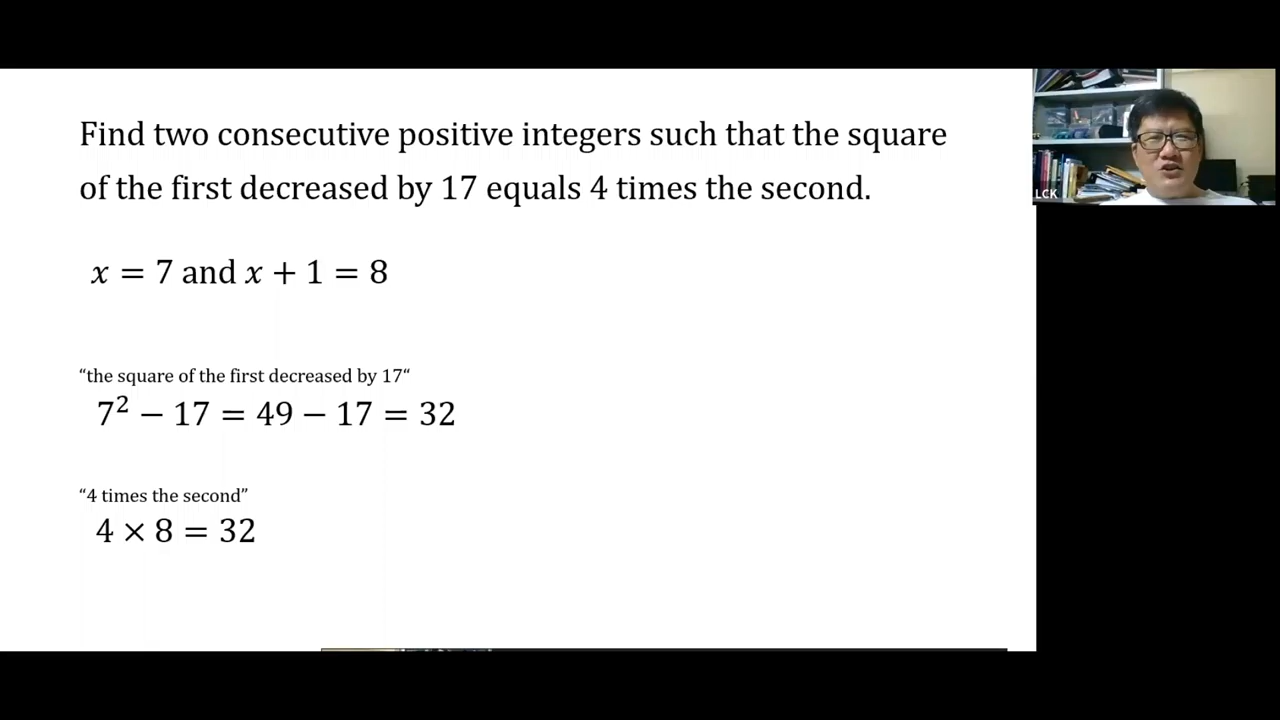 Find two consecutive positive integers such that the square
of the first decreased by 17 equals 4 times the second.
x = 7 and x + 1 = 8
“the square of the first decreased by 17“
7² − 17 = 49 − 17 = 32
“4 times the second”
4 × 8 = 32
LCK